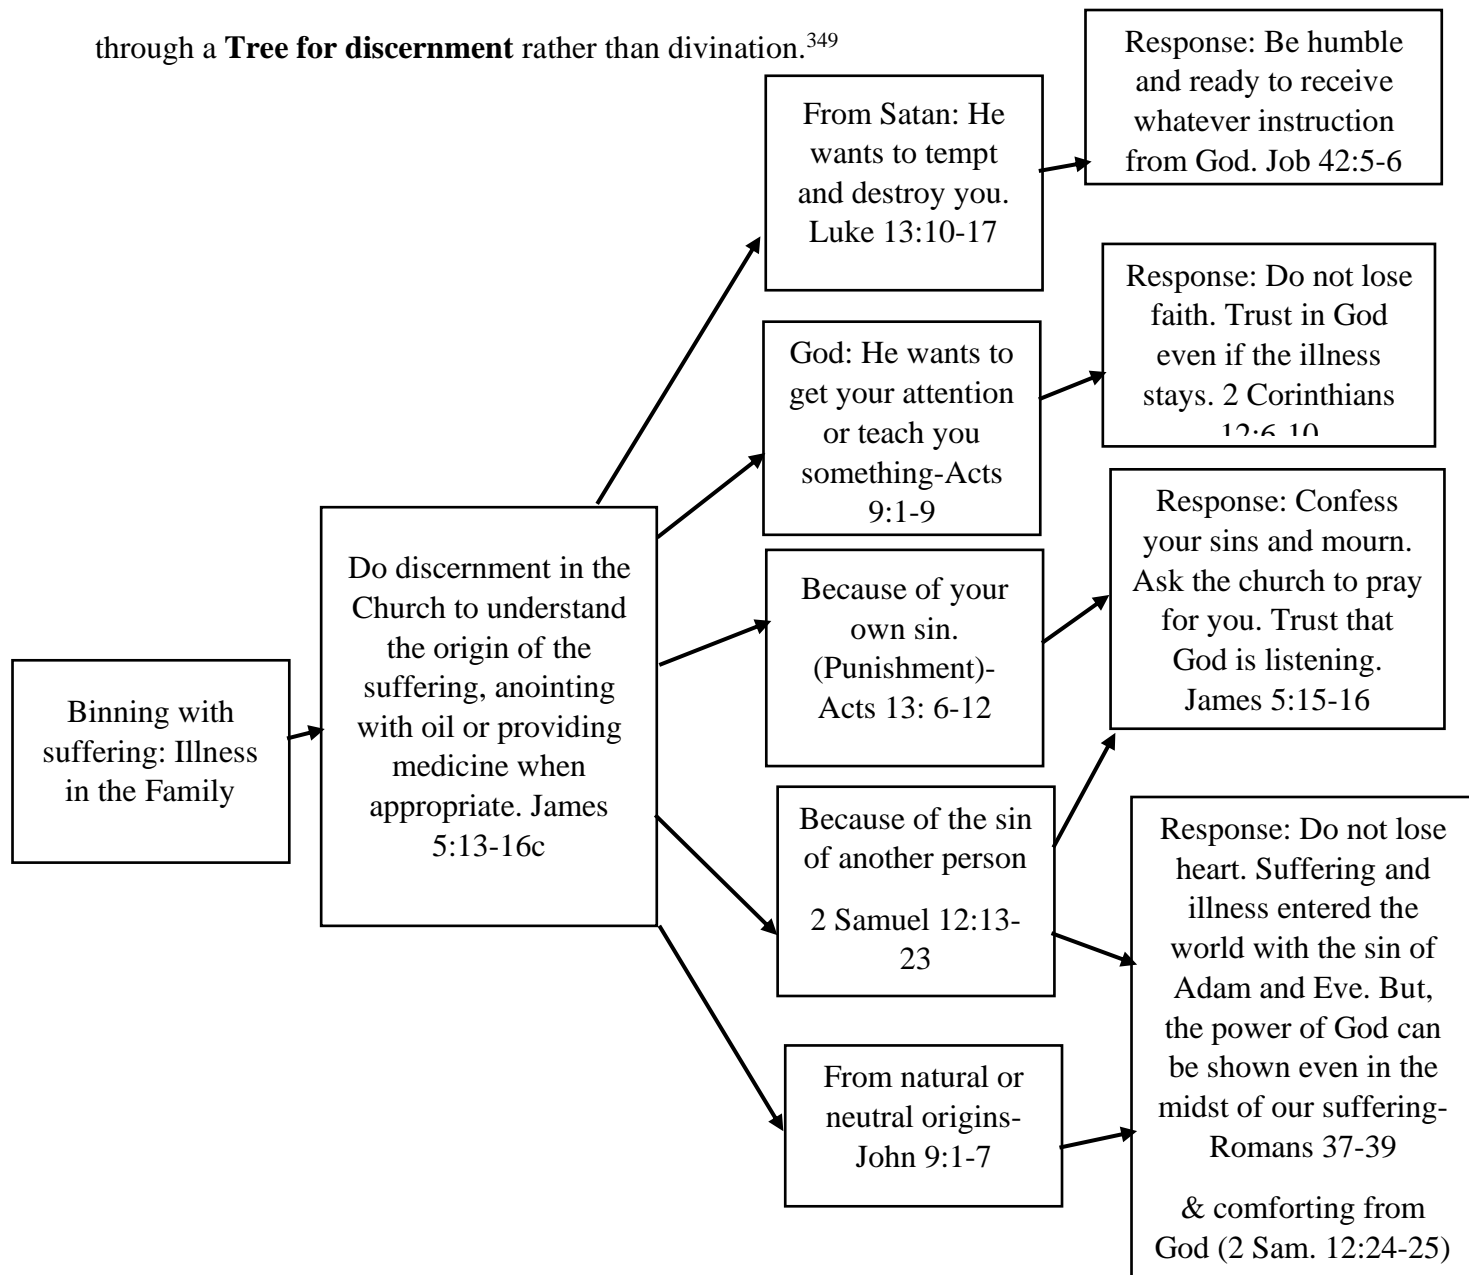 through a Tree for discernment rather than divination.349
Binning with
suffering: Illness
in the Family
Do discernment in the
Church to understand
the origin of the
suffering, anointing
with oil or providing
medicine when
appropriate. James
5:13-16c
From Satan: He
wants to tempt
and destroy you.
Luke 13:10-17
Response: Be humble
and ready to receive
whatever instruction
from God. Job 42:5-6
God: He wants to
get your attention
or teach you
something-Acts
9:1-9
Response: Do not lose
faith. Trust in God
even if the illness
stays. 2 Corinthians
12:6-10
Because of your
own sin.
(Punishment)-
Acts 13: 6-12
Response: Confess
your sins and mourn.
Ask the church to pray
for you. Trust that
God is listening.
James 5:15-16
Because of the sin
of another person
2 Samuel 12:13-
23
Response: Do not lose
heart. Suffering and
illness entered the
world with the sin of
Adam and Eve. But,
the power of God can
be shown even in the
midst of our suffering-
Romans 37-39
& comforting from
God (2 Sam. 12:24-25)
From natural or
neutral origins-
John 9:1-7